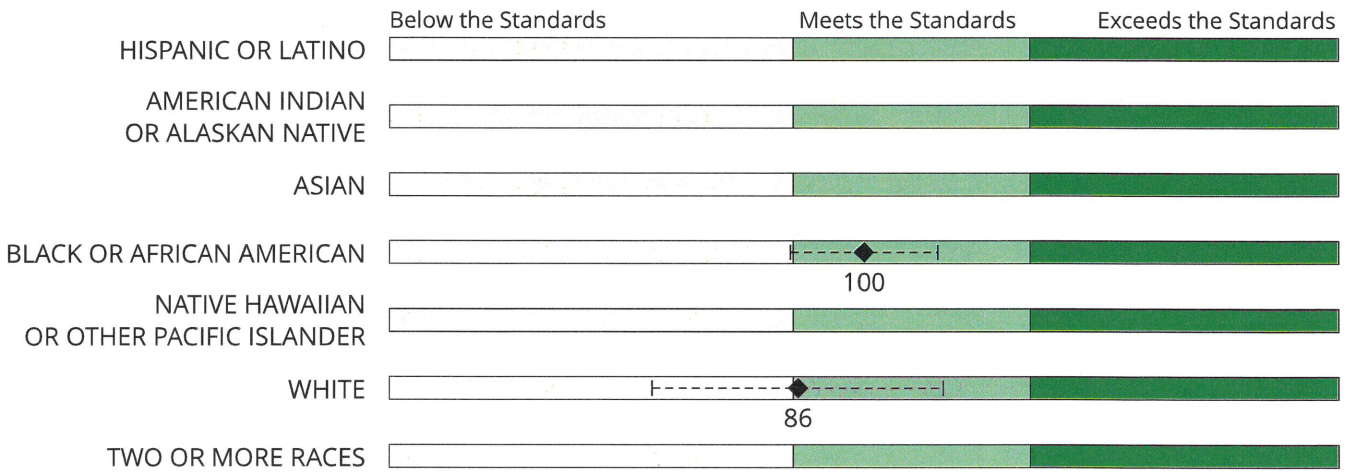 Below the Standards Meets the Standards Exceeds the Standards
HISPANIC OR LATINO
AMERICAN INDIAN
OR ALASKAN NATIVE
ASIAN
BLACK OR AFRICAN AMERICAN
100
NATIVE HAWAIIAN
OR OTHER PACIFIC ISLANDER
WHITE
86
TWO OR MORE RACES